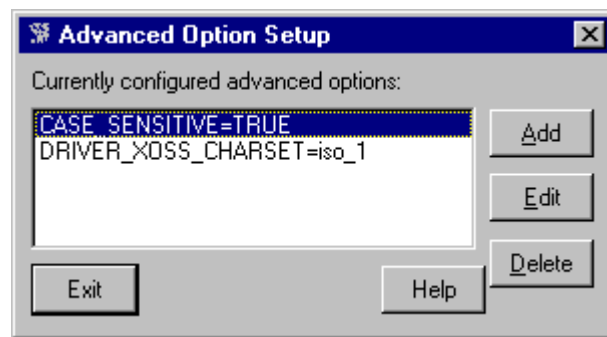 Advanced Option Setup
Currently configured advanced options:
CASE_SENSITIVE=TRUE
DRIVER_XOSS_CHARSET=iso_1
Add
Edit
Delete
Exit
Help